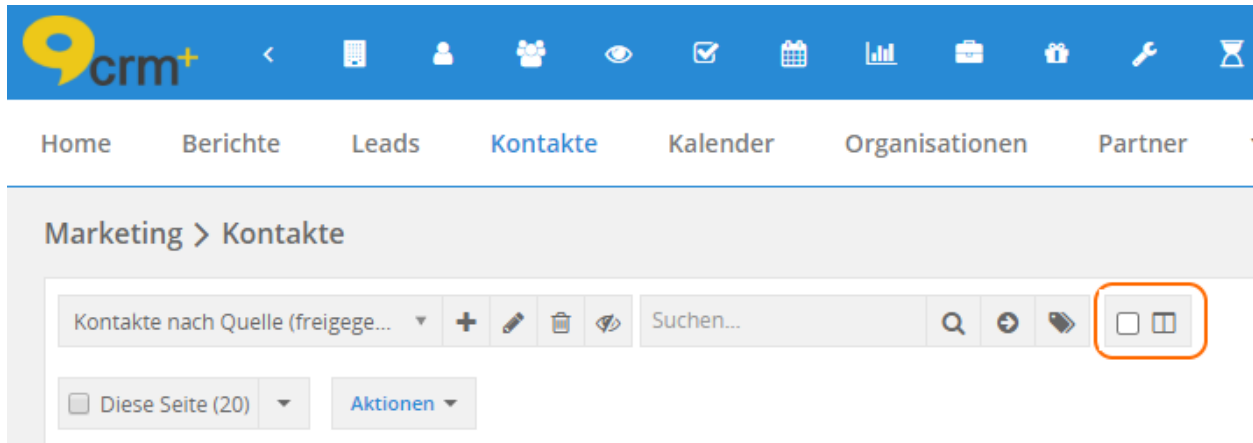 crm+
Home Berichte Leads Kontakte Kalender Organisationen Partner
Marketing > Kontakte
Kontakte nach Quelle (freigege... Suchen...
Diese Seite (20) Aktionen